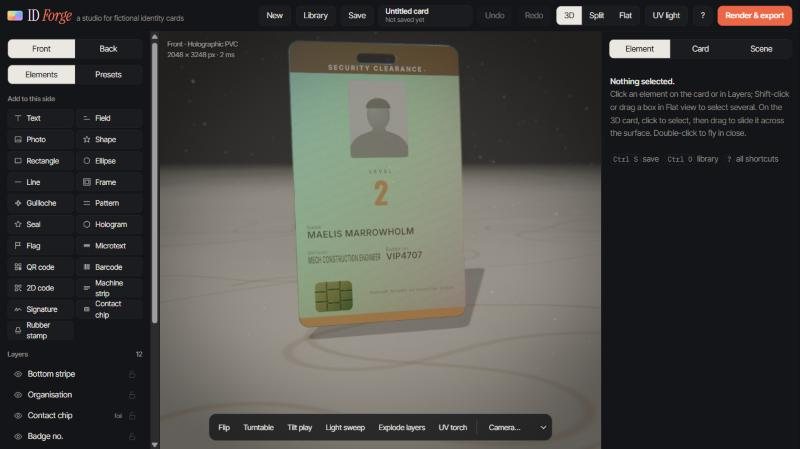 ID Forge a studio for fictional identity cards
New Library Save
Untitled card
Not saved yet
Undo Redo 3D Split Flat UV light ? Render & export
Front Back
Elements Presets
Add to this side
Text Field
Photo Shape
Rectangle Ellipse
Line Frame
Guilloche Pattern
Seal Hologram
Flag Microtext
QR code Barcode
2D code Machine strip
Signature Contact chip
Rubber stamp
Layers 12
Bottom stripe
Organisation
Contact chip foil
Badge no.
Front · Holographic PVC
2048 × 3248 px · 2 ms
SECURITY CLEARANCE
LEVEL
2
Name
MAELIS MARROWHOLM
MECH CONSTRUCTION ENGINEER
Badge no.
VIP4707
Flip Turntable Tilt play Light sweep Explode layers UV torch Camera...
Element Card Scene
Nothing selected.
Click an element on the card or in Layers; Shift-click
or drag a box in Flat view to select several. On the
3D card, click to select, then drag to slide it across
the surface. Double-click to fly in close.
Ctrl S save Ctrl O library ? all shortcuts